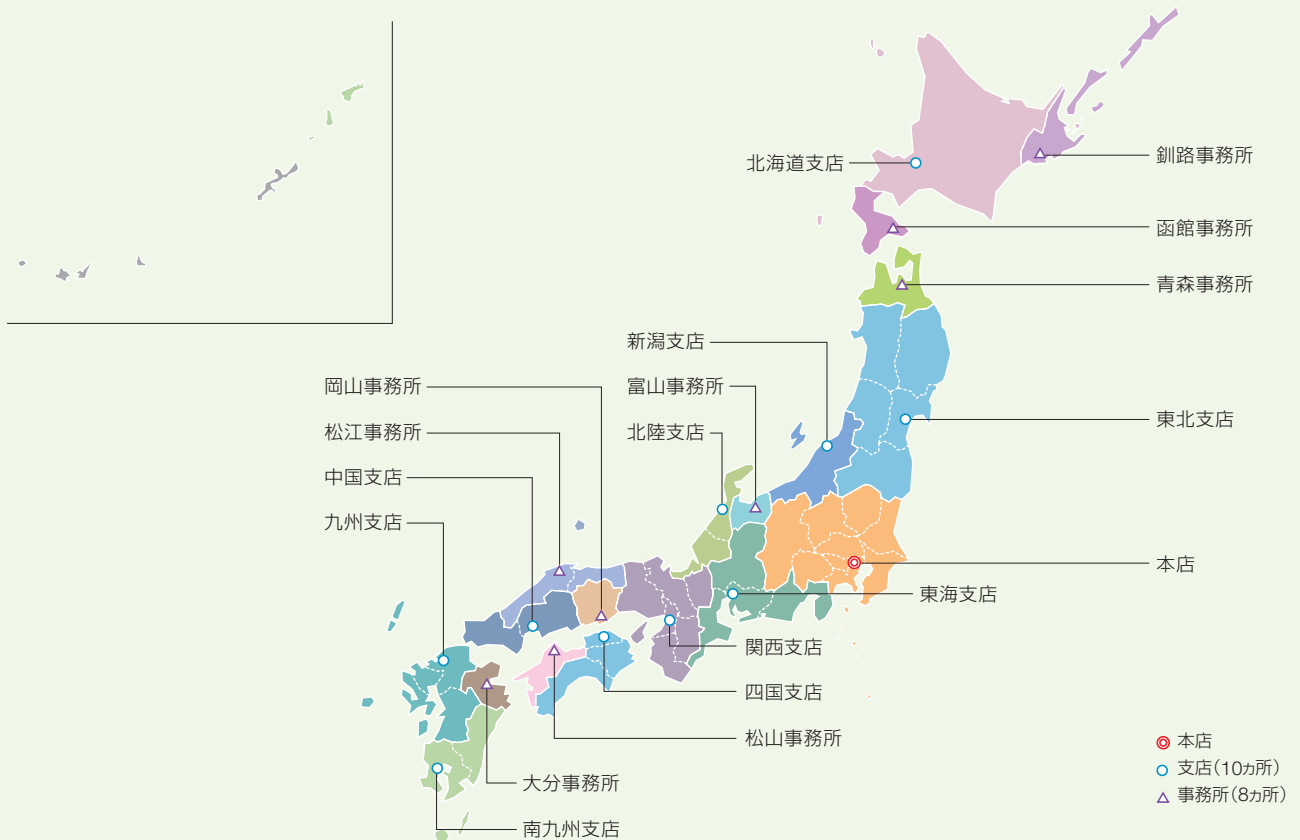 北海道支店
釧路事務所
函館事務所
青森事務所
新潟支店
岡山事務所
富山事務所
東北支店
松江事務所
北陸支店
中国支店
九州支店
本店
東海支店
関西支店
四国支店
松山事務所
大分事務所
南九州支店
本店
支店(10ヵ所)
事務所(8ヵ所)